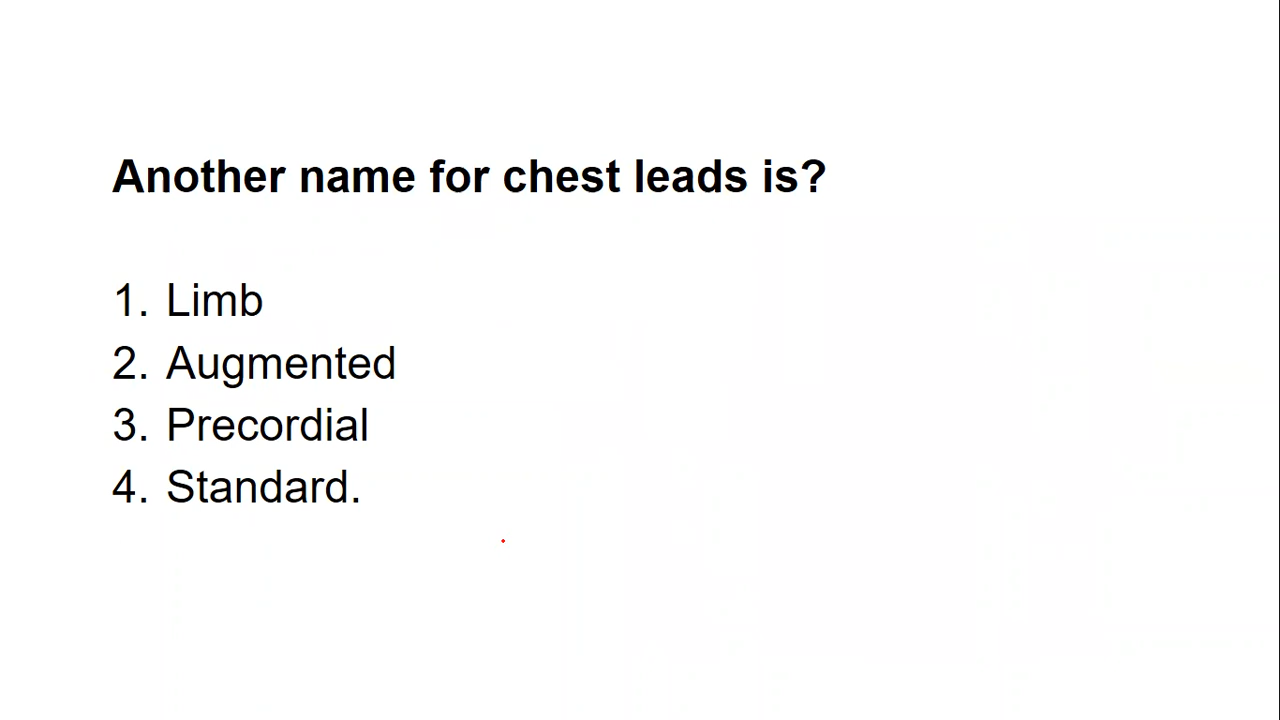 Another name for chest leads is?
1. Limb
2. Augmented
3. Precordial
4. Standard.